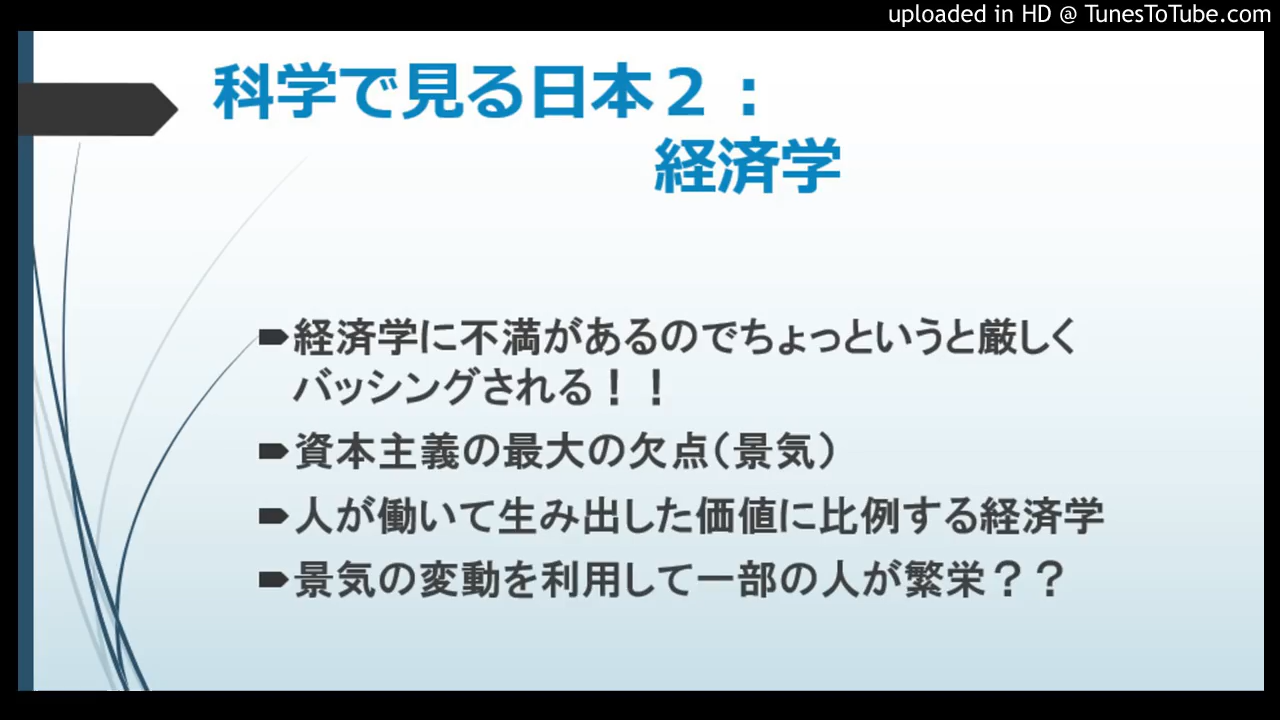 uploaded in HD @ TunesToTube.com
科学で見る日本２：
経済学
経済学に不満があるのでちょっというと厳しく
バッシングされる！！
資本主義の最大の欠点（景気）
人が働いて生み出した価値に比例する経済学
景気の変動を利用して一部の人が繁栄？？